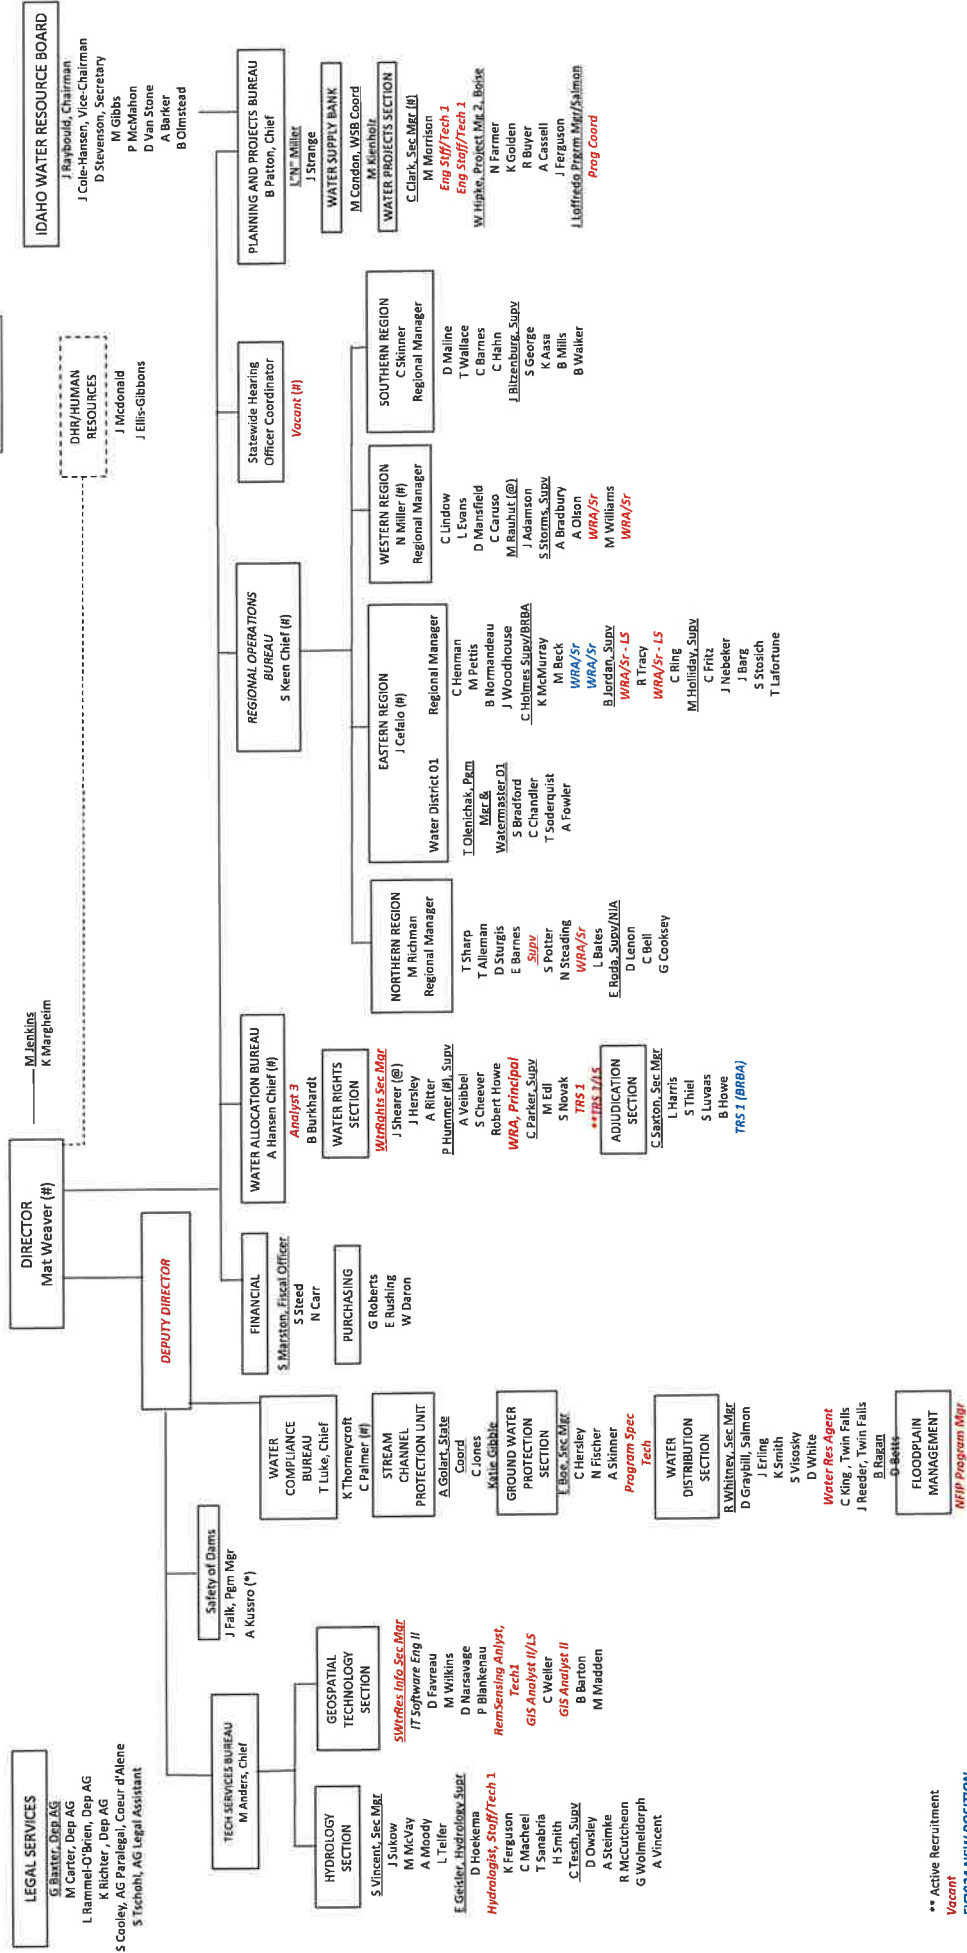 LEGAL SERVICES
G Baxter, Dep AG
M Carter, Dep AG
L Rammel-O'Brien, Dep AG
K Richter , Dep AG
S Cooley, AG Paralegal, Coeur d'Alene
S Tschohl, AG Legal Assistant
DIRECTOR
Mat Weaver (#)
M Jenkins
K Margheim
DHR/HUMAN
RESOURCES
J Mcdonald
J Ellis-Gibbons
IDAHO WATER RESOURCE BOARD
J Raybould, Chairman
J Cole-Hansen, Vice-Chairman
D Stevenson, Secretary
M Gibbs
P McMahon
D Van Stone
A Barker
B Olmstead
DEPUTY DIRECTOR
TECH SERVICES BUREAU
M Anders, Chief
HYDROLOGY
SECTION
S Vincent, Sec Mgr
J Sukow
M McVay
A Moody
L Telfer
E Geisler, Hydrology Supr
D Hoekema
Hydrologist, Staff/Tech 1
K Ferguson
C Macheel
T Sanabria
H Smith
C Tesch, Supv
D Owsley
A Steimke
R McCutcheon
G Wolmeldorph
A Vincent
GEOSPATIAL
TECHNOLOGY
SECTION
SWtrRes Info Sec Mgr
IT Software Eng II
D Favreau
M Wilkins
D Narsavage
P Blankenau
RemSensing Anlyst,
Tech1
GIS Analyst II/LS
C Weller
GIS Analyst II
B Barton
M Madden
Safety of Dams
J Falk, Pgm Mgr
A Kussro (*)
WATER
COMPLIANCE
BUREAU
T Luke, Chief
K Thorneycroft
C Palmer (#)
STREAM
CHANNEL
PROTECTION UNIT
A Golart, State
Coord
C Jones
Katie Gibble
GROUND WATER
PROTECTION
SECTION
E Boe, Sec Mgr
C Hersley
N Fischer
A Skinner
Program Spec
Tech
WATER
DISTRIBUTION
SECTION
R Whitney, Sec Mgr
D Graybill, Salmon
J Erling
K Smith
S Visosky
D White
Water Res Agent
C King , Twin Falls
J Reeder, Twin Falls
B Ragan
D Betts
FLOODPLAIN
MANAGEMENT
NFIP Program Mgr
FINANCIAL
S Marston, Fiscal Officer
S Steed
N Carr
PURCHASING
G Roberts
E Rushing
W Daron
WATER ALLOCATION BUREAU
A Hansen Chief (#)
Analyst 3
B Burkhardt
WATER RIGHTS
SECTION
WtrRights Sec Mgr
J Shearer (@)
J Hersley
A Ritter
P Hummer (#), Supv
A Veibbel
S Cheever
Robert Howe
WRA, Principal
C Parker, Supv
M Edl
S Novak
TRS 1
**TRS 1/LS
ADJUDICATION
SECTION
C Saxton, Sec Mgr
L Harris
S Thiel
S Luvaas
B Howe
TRS 1 (BRBA)
REGIONAL OPERATIONS
BUREAU
S Keen Chief (#)
NORTHERN REGION
M Richman
Regional Manager
T Sharp
T Alleman
D Sturgis
E Barnes
Supv
S Potter
N Steading
WRA/Sr
L Bates
E Roda, Supv/NIA
D Lenon
C Bell
G Cooksey
EASTERN REGION
J Cefalo (#)
Water District 01 Regional Manager
T Olenichak, Pgm
Mgr &
Watermaster 01
S Bradford
C Chandler
T Soderquist
A Fowler
C Henman
M Pettis
B Normandeau
J Woodhouse
C Holmes Supv/BRBA
K McMurray
M Beck
WRA/Sr
WRA/Sr
B Jordan, Supv
WRA/Sr - LS
R Tracy
WRA/Sr - LS
C Ring
M Holliday, Supv
C Fritz
J Nebeker
J Barg
S Stosich
T Lafortune
WESTERN REGION
N Miller (#)
Regional Manager
C Lindow
L Evans
D Mansfield
C Caruso
M Rauhut (@)
J Adamson
S Storms, Supv
A Bradbury
A Olson
WRA/Sr
M Williams
WRA/Sr
SOUTHERN REGION
C Skinner
Regional Manager
D Maline
T Wallace
C Barnes
C Hahn
J Bitzenburg, Supv
S George
K Aasa
B Mills
B Walker
Statewide Hearing
Officer Coordinator
Vacant (#)
PLANNING AND PROJECTS BUREAU
B Patton, Chief
L"N" Miller
J Strange
WATER SUPPLY BANK
M Condon, WSB Coord
M Kienholz
WATER PROJECTS SECTION
C Clark, Sec Mgr (#)
M Morrison
Eng Stff/Tech 1
Eng Staff/Tech 1
W Hipke, Project Mg 2, Boise
N Farmer
K Golden
R Buyer
A Cassell
J Ferguson
J Loffredo Prgrm Mgr/Salmon
Prog Coord
** Active Recruitment
Vacant
FY2024 NEW POSITION